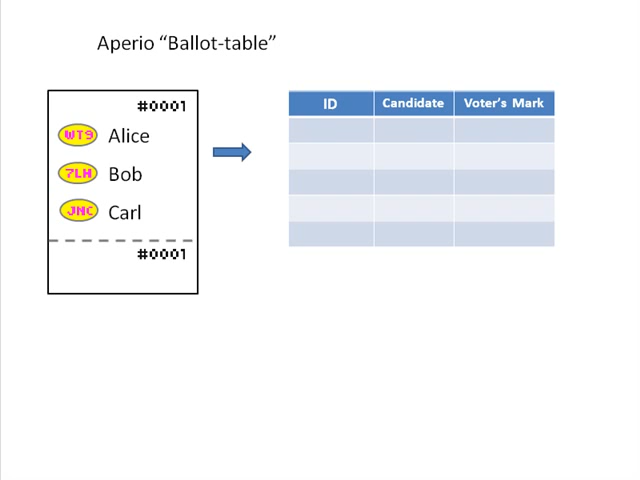 Aperio “Ballot-table”
#0001
WT9 Alice
7LH Bob
JNC Carl
#0001
ID Candidate Voter's Mark